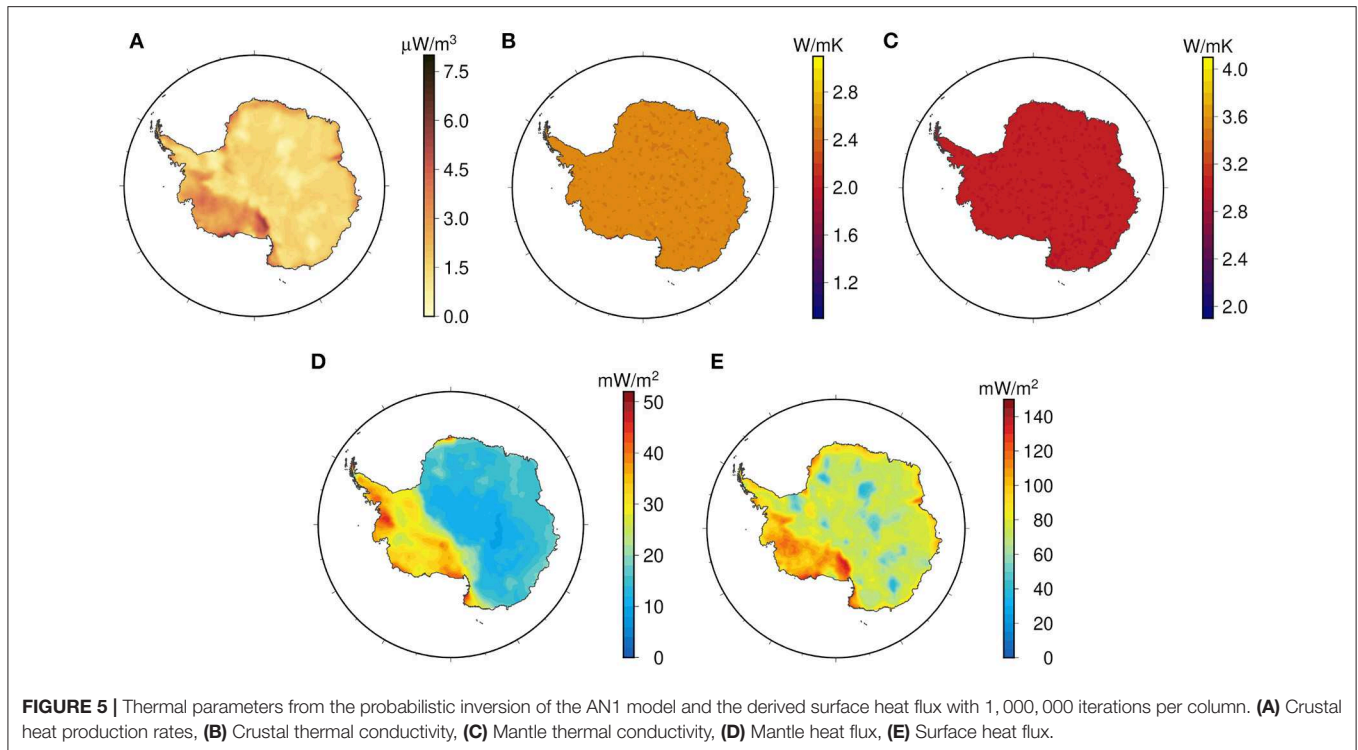 A
μW/m³
7.5
6.0
4.5
3.0
1.5
0.0
B
W/mK
2.8
2.4
2.0
1.6
1.2
C
W/mK
4.0
3.6
3.2
2.8
2.4
2.0
D
mW/m²
50
40
30
20
10
0
E
mW/m²
140
120
100
80
60
40
20
0
FIGURE 5 | Thermal parameters from the probabilistic inversion of the AN1 model and the derived surface heat flux with 1, 000, 000 iterations per column. (A) Crustal
heat production rates, (B) Crustal thermal conductivity, (C) Mantle thermal conductivity, (D) Mantle heat flux, (E) Surface heat flux.